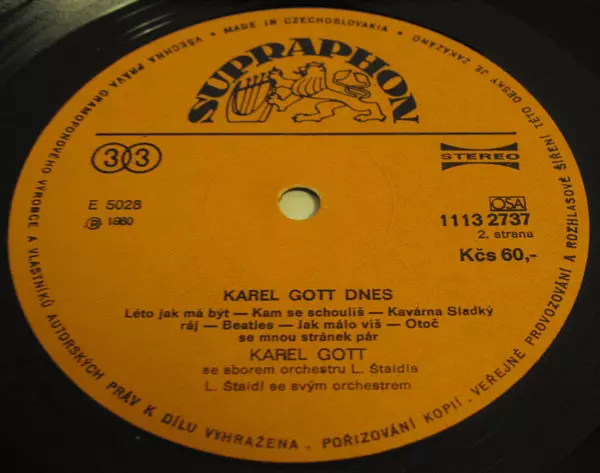 VŠECHNA PRÁVA GRAMOFONOVÉHO VÝROBCE A VLASTNÍKŮ AUTORSKÝCH PRÁV K DÍLU VYHRAŽENA. POŘIZOVÁNÍ KOPIÍ, VEŘEJNÉ PROVOZOVÁNÍ A ROZHLASOVÉ ŠÍŘENÍ TÉTO DESKY JE ZAKÁZÁNO • MADE IN CZECHOSLOVAKIA •
SUPRAPHON
33
STEREO
E 5028
Ⓟ 1980
OSA
1113 2737
2. strana
Kčs 60,-
KAREL GOTT DNES
Léto jak má být — Kam se schoulíš — Kavárna Sladký
ráj — Beatles — Jak málo víš — Otoč
se mnou stránek pár
KAREL GOTT
se sborem orchestru L. Štaidla
L. Štaidl se svým orchestrem